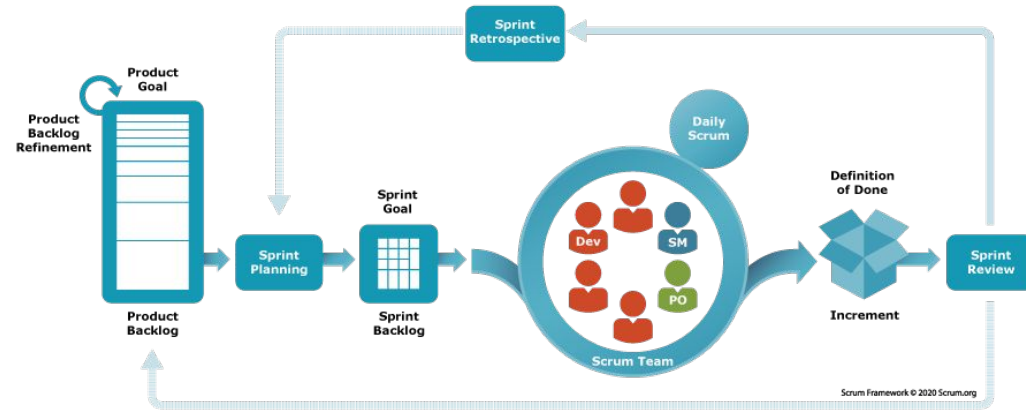 Sprint
Retrospective
Product
Goal
Product
Backlog
Refinement
Daily
Scrum
Definition
of Done
Sprint
Goal
Dev
SM
Sprint
Planning
Sprint
Review
PO
Product
Backlog
Sprint
Backlog
Increment
Scrum Team
Scrum Framework © 2020 Scrum.org